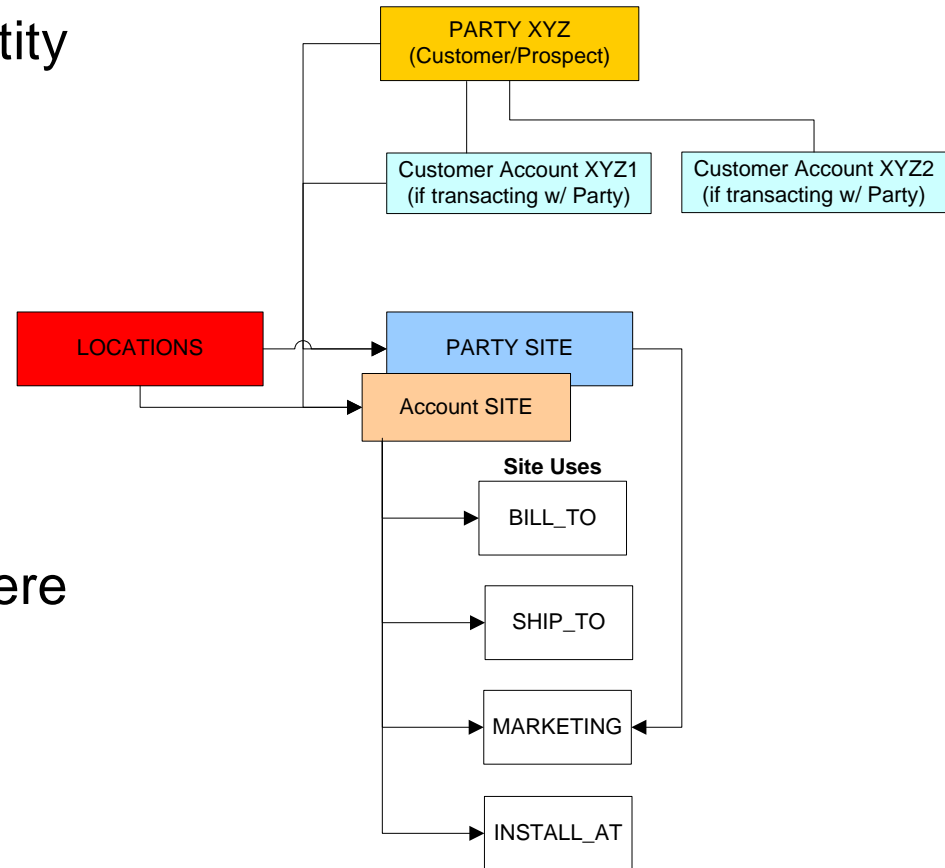 tity
PARTY XYZ
(Customer/Prospect)
Customer Account XYZ1
(if transacting w/ Party)
Customer Account XYZ2
(if transacting w/ Party)
LOCATIONS
PARTY SITE
Account SITE
Site Uses
BILL_TO
ere
SHIP_TO
MARKETING
INSTALL_AT